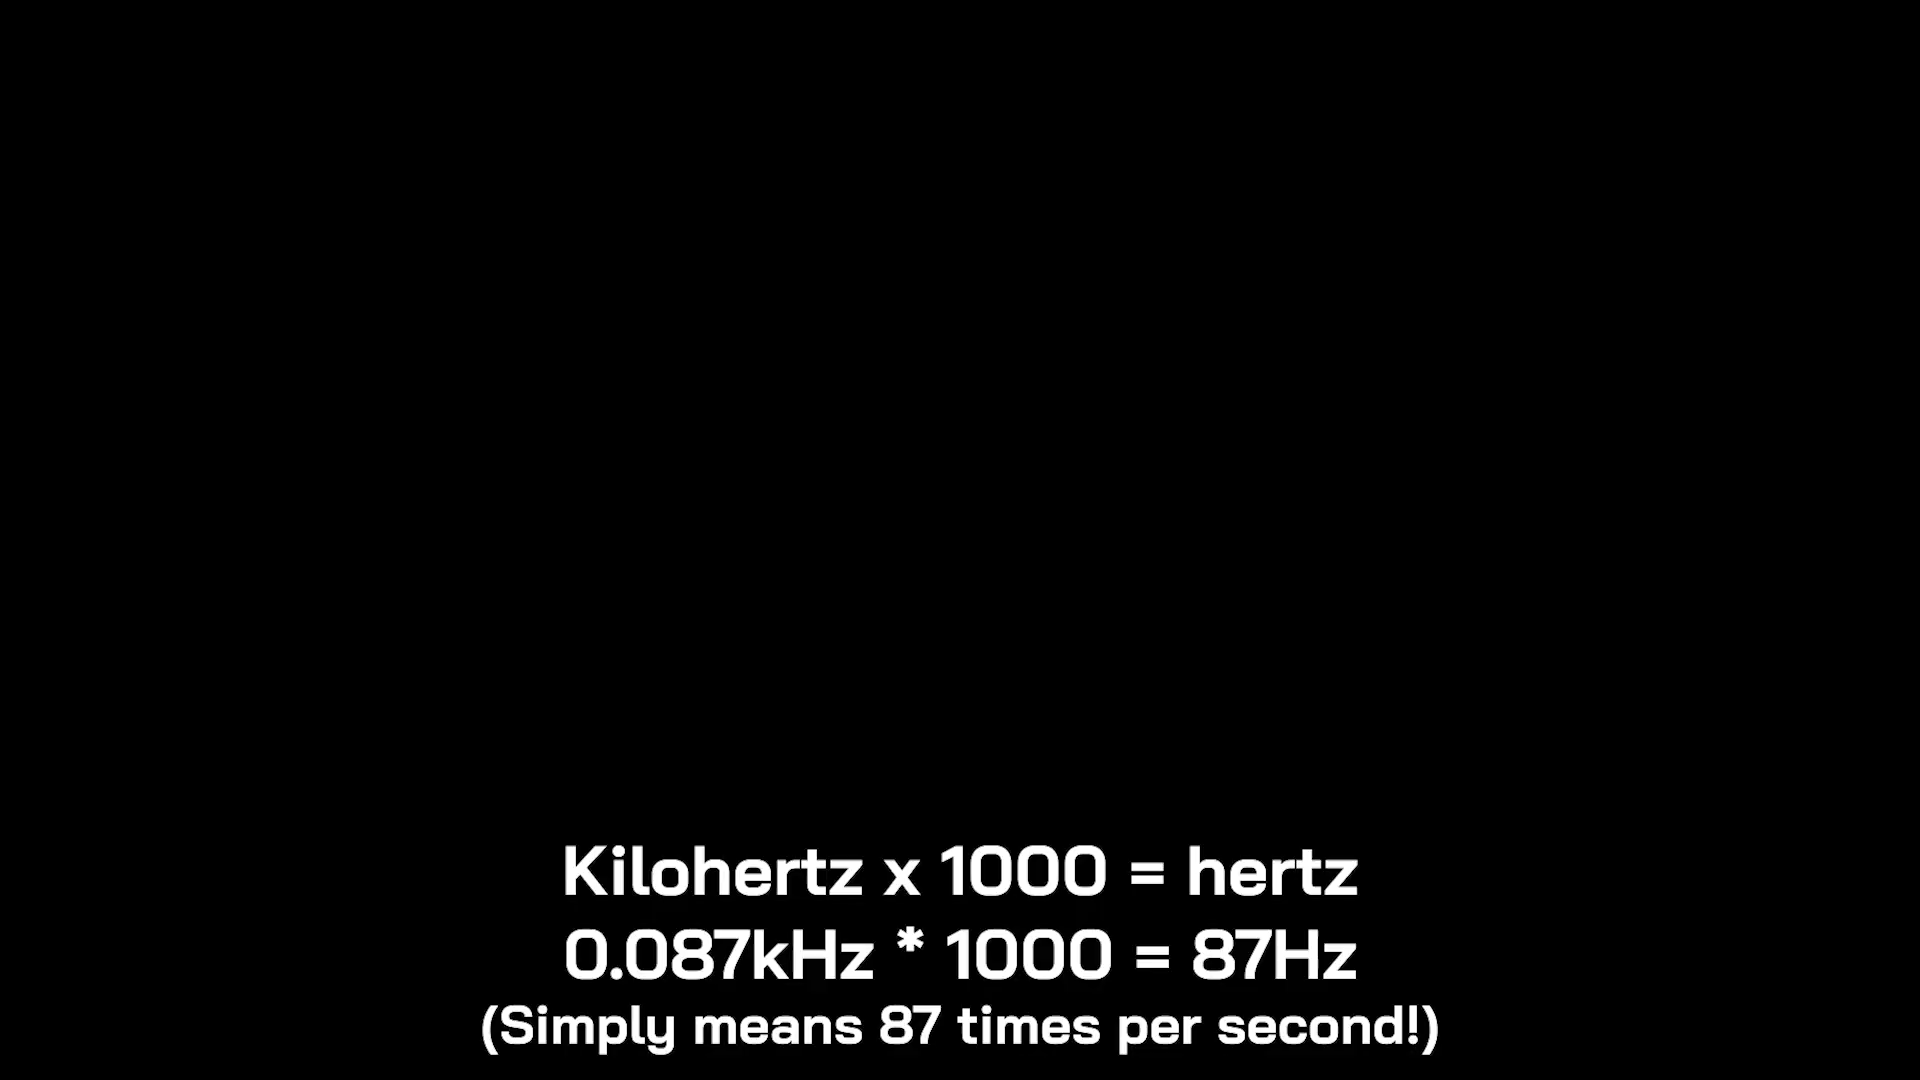 Kilohertz x 1000 = hertz
0.087kHz * 1000 = 87Hz
(Simply means 87 times per second!)